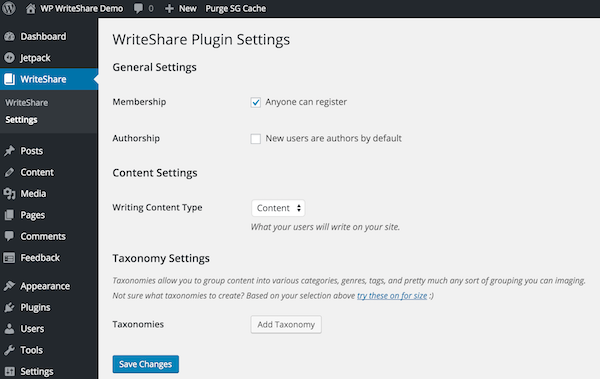 WP WriteShare Demo 0 + New Purge SG Cache
Dashboard
Jetpack
WriteShare
WriteShare
Settings
Posts
Content
Media
Pages
Comments
Feedback
Appearance
Plugins
Users
Tools
Settings
WriteShare Plugin Settings
General Settings
Membership Anyone can register
Authorship New users are authors by default
Content Settings
Writing Content Type Content
What your users will write on your site.
Taxonomy Settings
Taxonomies allow you to group content into various categories, genres, tags, and pretty much any sort of grouping you can imaging.
Not sure what taxonomies to create? Based on your selection above try these on for size :)
Taxonomies Add Taxonomy
Save Changes